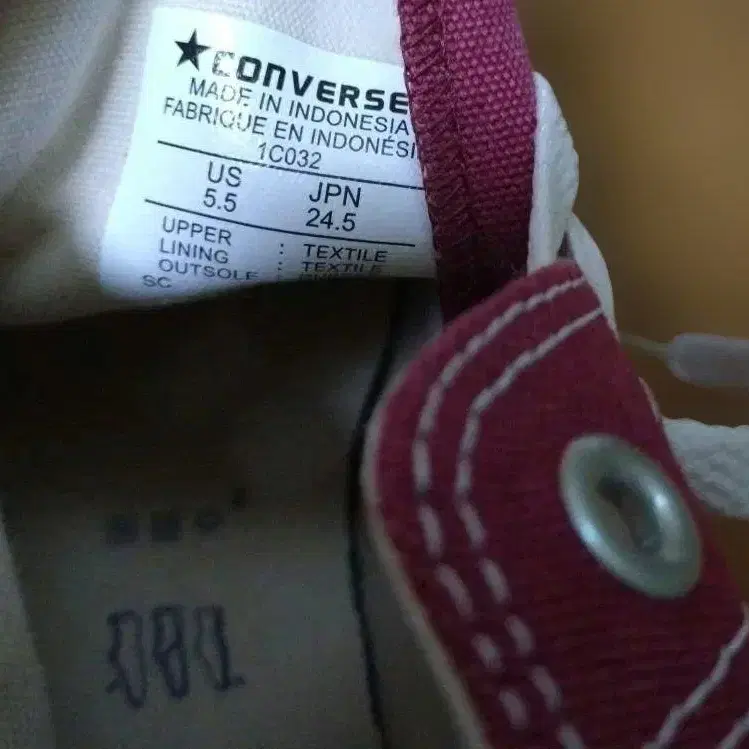 ★CONVERSE
MADE IN INDONESIA
FABRIQUE EN INDONÉSI
1C032
US JPN
5.5 24.5
UPPER : TEXTILE
LINING : TEXTILE
OUTSOLE :
SC